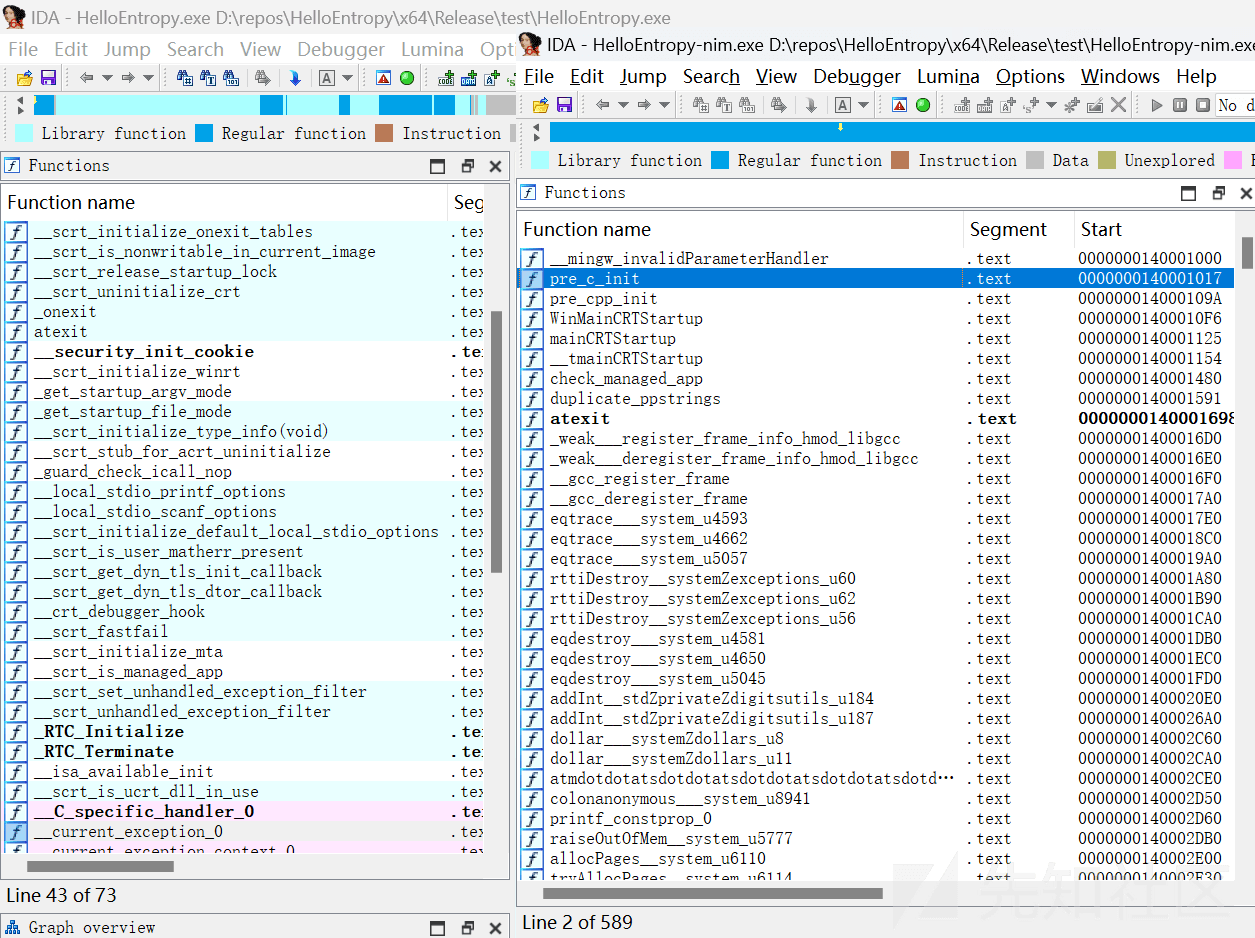 IDA - HelloEntropy.exe D:\repos\HelloEntropy\x64\Release\test\HelloEntropy.exe
File Edit Jump Search View Debugger Lumina Opti
Library function Regular function Instruction
Functions
Function name Seg
__scrt_initialize_onexit_tables .tex
__scrt_is_nonwritable_in_current_image .tex
__scrt_release_startup_lock .tex
__scrt_uninitialize_crt .tex
_onexit .tex
atexit .tex
__security_init_cookie .tex
__scrt_initialize_winrt .tex
_get_startup_argv_mode .tex
_get_startup_file_mode .tex
__scrt_initialize_type_info(void) .tex
__scrt_stub_for_acrt_uninitialize .tex
_guard_check_icall_nop .tex
__local_stdio_printf_options .tex
__local_stdio_scanf_options .tex
__scrt_initialize_default_local_stdio_options .tex
__scrt_is_user_matherr_present .tex
__scrt_get_dyn_tls_init_callback .tex
__scrt_get_dyn_tls_dtor_callback .tex
__crt_debugger_hook .tex
__scrt_fastfail .tex
__scrt_initialize_mta .tex
__scrt_is_managed_app .tex
__scrt_set_unhandled_exception_filter .tex
__scrt_unhandled_exception_filter .tex
_RTC_Initialize .tex
_RTC_Terminate .tex
__isa_available_init .tex
__scrt_is_ucrt_dll_in_use .tex
__C_specific_handler_0 .tex
__current_exception_0 .tex
__current_exception_context_0 .tex
Line 43 of 73
Graph overview
IDA - HelloEntropy-nim.exe D:\repos\HelloEntropy\x64\Release\test\HelloEntropy-nim.exe
File Edit Jump Search View Debugger Lumina Options Windows Help
No d
Library function Regular function Instruction Data Unexplored
Functions
Function name Segment Start
__mingw_invalidParameterHandler .text 0000000140001000
pre_c_init .text 0000000140001017
pre_cpp_init .text 000000014000109A
WinMainCRTStartup .text 00000001400010F6
mainCRTStartup .text 0000000140001125
__tmainCRTStartup .text 0000000140001154
check_managed_app .text 0000000140001480
duplicate_ppstrings .text 0000000140001591
atexit .text 0000000140001698
_weak___register_frame_info_hmod_libgcc .text 00000001400016D0
_weak___deregister_frame_info_hmod_libgcc .text 00000001400016E0
__gcc_register_frame .text 00000001400016F0
__gcc_deregister_frame .text 00000001400017A0
eqtrace___system_u4593 .text 00000001400017E0
eqtrace___system_u4662 .text 00000001400018C0
eqtrace___system_u5057 .text 00000001400019A0
rttiDestroy__systemZexceptions_u60 .text 0000000140001A80
rttiDestroy__systemZexceptions_u62 .text 0000000140001B90
rttiDestroy__systemZexceptions_u56 .text 0000000140001CA0
eqdestroy___system_u4581 .text 0000000140001DB0
eqdestroy___system_u4650 .text 0000000140001EC0
eqdestroy___system_u5045 .text 0000000140001FD0
addInt__stdZprivateZdigitsutils_u184 .text 00000001400020E0
addInt__stdZprivateZdigitsutils_u187 .text 00000001400026A0
dollar___systemZdollars_u8 .text 0000000140002C60
dollar___systemZdollars_u11 .text 0000000140002CA0
atmdotdotatsdotdotatsdotdotatsdotdotatsdotd··· .text 0000000140002CE0
colonanonymous___system_u8941 .text 0000000140002D50
printf_constprop_0 .text 0000000140002D60
raiseOutOfMem__system_u5777 .text 0000000140002DB0
allocPages__system_u6110 .text 0000000140002E00
tryAllocPages__system_u6114 .text 0000000140002E30
Line 2 of 589
先知社区